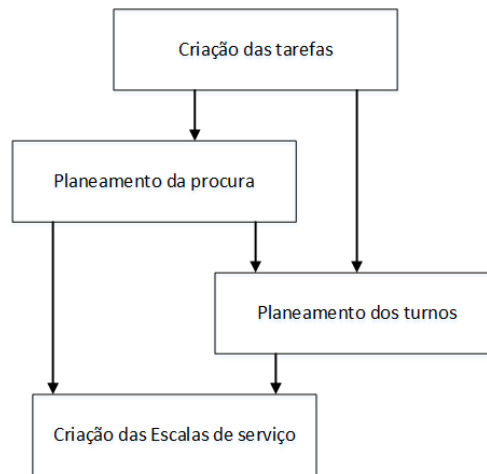 Criação das tarefas
Planeamento da procura
Planeamento dos turnos
Criação das Escalas de serviço